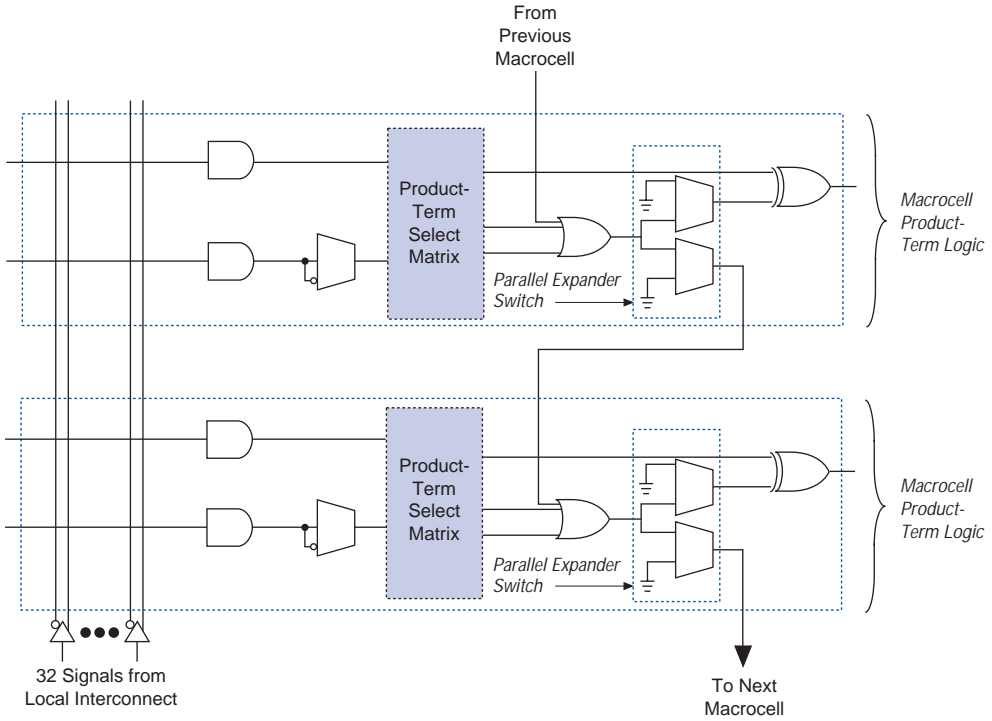 From
Previous
Macrocell
Product-
Term
Select
Matrix
Macrocell
Product-
Term Logic
Parallel Expander
Switch
Product-
Term
Select
Matrix
Macrocell
Product-
Term Logic
Parallel Expander
Switch
32 Signals from
Local Interconnect
To Next
Macrocell